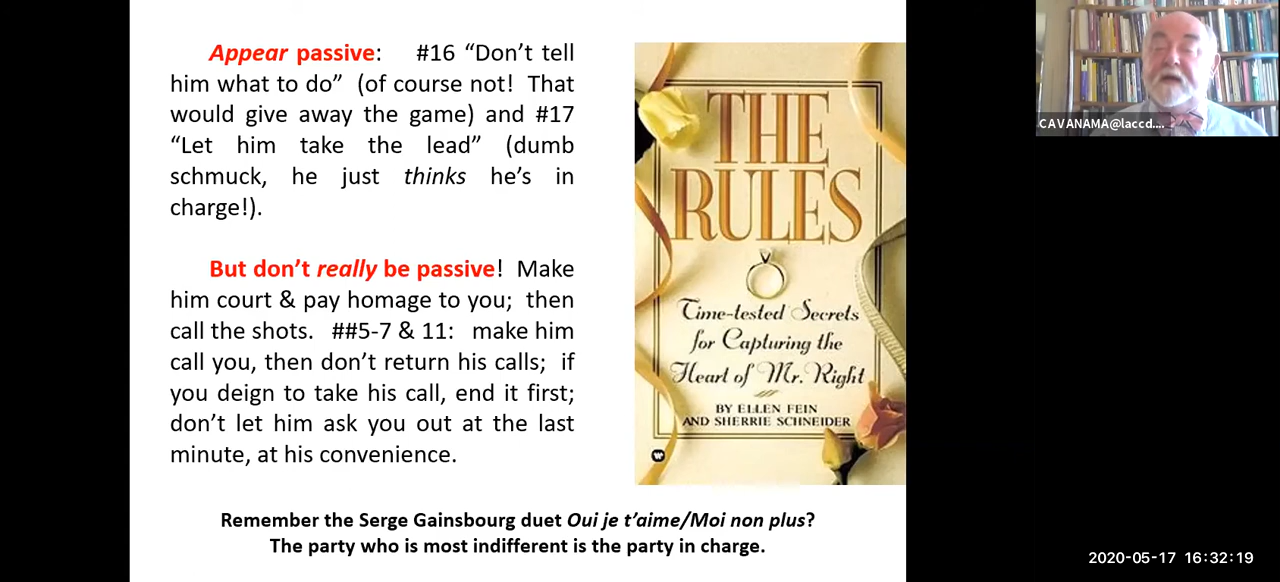 Appear passive: #16 “Don’t tell
him what to do” (of course not! That
would give away the game) and #17
“Let him take the lead” (dumb
schmuck, he just thinks he’s in
charge!).
But don’t really be passive! Make
him court & pay homage to you; then
call the shots. ##5-7 & 11: make him
call you, then don’t return his calls; if
you deign to take his call, end it first;
don’t let him ask you out at the last
minute, at his convenience.
THE
RULES
Time-tested Secrets
for Capturing the
Heart of Mr. Right
BY ELLEN FEIN
AND SHERRIE SCHNEIDER
Remember the Serge Gainsbourg duet Oui je t’aime/Moi non plus?
The party who is most indifferent is the party in charge.
CAVANAMA@laccd....
2020-05-17 16:32:19